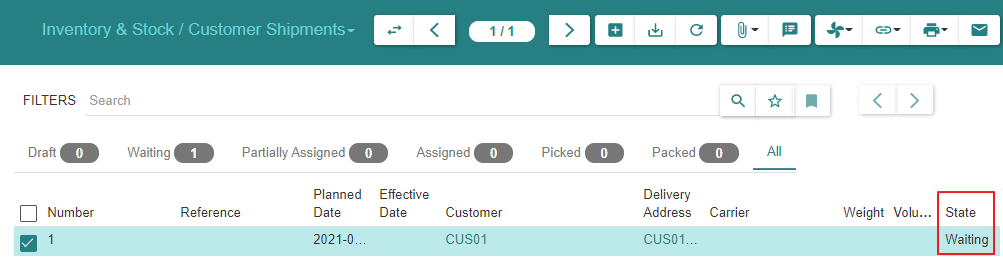 Inventory & Stock / Customer Shipments
1 / 1
FILTERS Search
Draft 0 Waiting 1 Partially Assigned 0 Assigned 0 Picked 0 Packed 0 All
Number Reference Planned Date Effective Date Customer Delivery Address Carrier Weight Volu... State
1 2021-0... CUS01 CUS01... Waiting